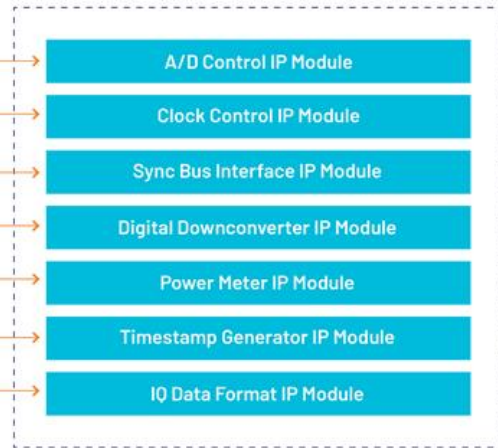 A/D Control IP Module
Clock Control IP Module
Sync Bus Interface IP Module
Digital Downconverter IP Module
Power Meter IP Module
Timestamp Generator IP Module
IQ Data Format IP Module